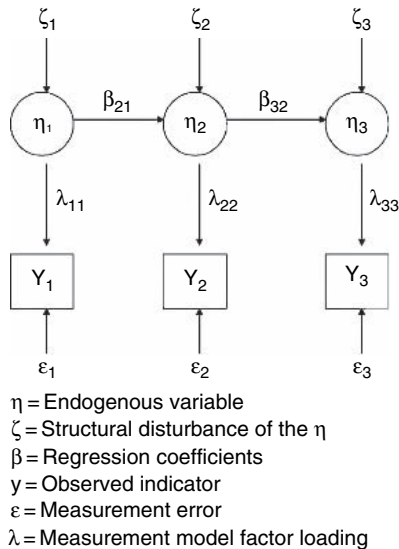 ζ₁ ζ₂ ζ₃
β₂₁ β₃₂
η₁ η₂ η₃
λ₁₁ λ₂₂ λ₃₃
Y₁ Y₂ Y₃
ε₁ ε₂ ε₃
η = Endogenous variable
ζ = Structural disturbance of the η
β = Regression coefficients
y = Observed indicator
ε = Measurement error
λ = Measurement model factor loading